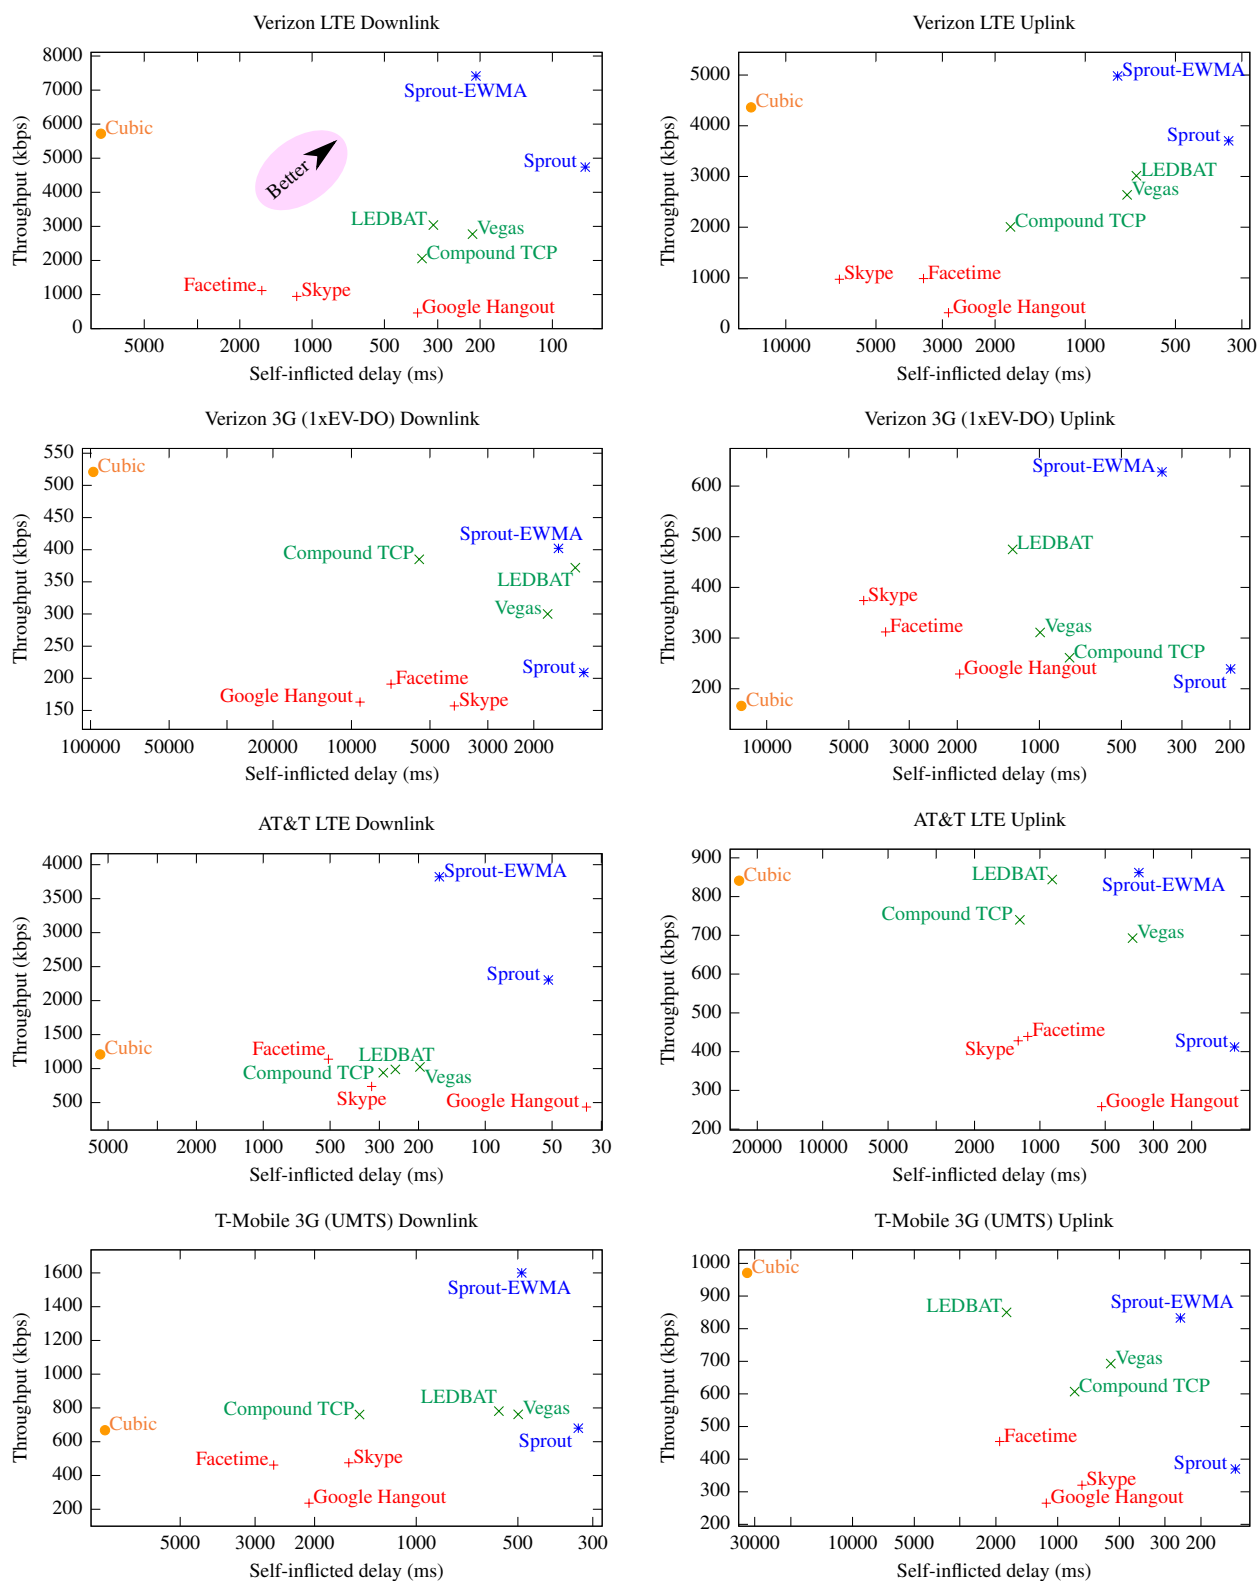 Verizon LTE Downlink
Throughput (kbps)
8000
7000
6000
5000
4000
3000
2000
1000
0
Sprout-EWMA
Cubic
Better
Sprout
LEDBAT
Vegas
Compound TCP
Facetime
Skype
Google Hangout
5000 2000 1000 500 300 200 100
Self-inflicted delay (ms)
Verizon LTE Uplink
Throughput (kbps)
5000
4000
3000
2000
1000
0
Sprout-EWMA
Cubic
Sprout
LEDBAT
Vegas
Compound TCP
Skype
Facetime
Google Hangout
10000 5000 3000 2000 1000 500 300
Self-inflicted delay (ms)
Verizon 3G (1xEV-DO) Downlink
Throughput (kbps)
550
500
450
400
350
300
250
200
150
Cubic
Sprout-EWMA
Compound TCP
LEDBAT
Vegas
Sprout
Facetime
Google Hangout
Skype
100000 50000 20000 10000 5000 3000 2000
Self-inflicted delay (ms)
Verizon 3G (1xEV-DO) Uplink
Throughput (kbps)
600
500
400
300
200
Sprout-EWMA
LEDBAT
Skype
Facetime
Vegas
Compound TCP
Google Hangout
Sprout
Cubic
10000 5000 3000 2000 1000 500 300 200
Self-inflicted delay (ms)
AT&T LTE Downlink
Throughput (kbps)
4000
3500
3000
2500
2000
1500
1000
500
Sprout-EWMA
Sprout
Cubic
Facetime
LEDBAT
Compound TCP
Vegas
Skype
Google Hangout
5000 2000 1000 500 300 200 100 50 30
Self-inflicted delay (ms)
AT&T LTE Uplink
Throughput (kbps)
900
800
700
600
500
400
300
200
Cubic
LEDBAT
Sprout-EWMA
Compound TCP
Vegas
Facetime
Skype
Sprout
Google Hangout
20000 10000 5000 2000 1000 500 300 200
Self-inflicted delay (ms)
T-Mobile 3G (UMTS) Downlink
Throughput (kbps)
1600
1400
1200
1000
800
600
400
200
Sprout-EWMA
Compound TCP
LEDBAT
Vegas
Cubic
Sprout
Facetime
Skype
Google Hangout
5000 2000 1000 500 300
Self-inflicted delay (ms)
T-Mobile 3G (UMTS) Uplink
Throughput (kbps)
1000
900
800
700
600
500
400
300
200
Cubic
LEDBAT
Sprout-EWMA
Vegas
Compound TCP
Facetime
Sprout
Skype
Google Hangout
30000 10000 5000 2000 1000 500 300 200
Self-inflicted delay (ms)